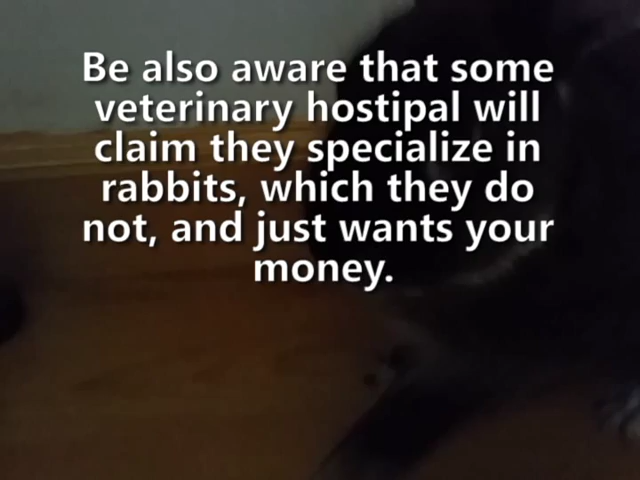 Be also aware that some
veterinary hostipal will
claim they specialize in
rabbits, which they do
not, and just wants your
money.